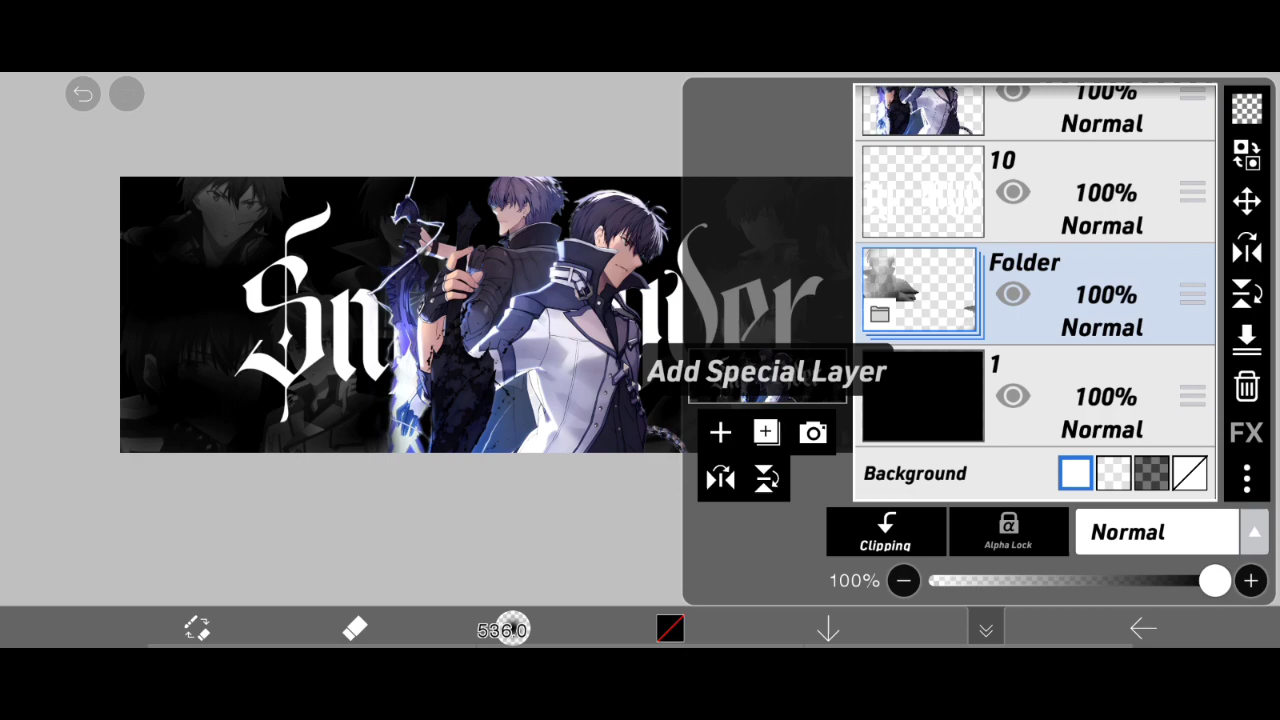 100%
Normal
10
100%
Normal
Folder
100%
Normal
Add Special Layer
1
100%
Normal
Background
FX
Clipping
α
Alpha Lock
Normal
100%
536.0